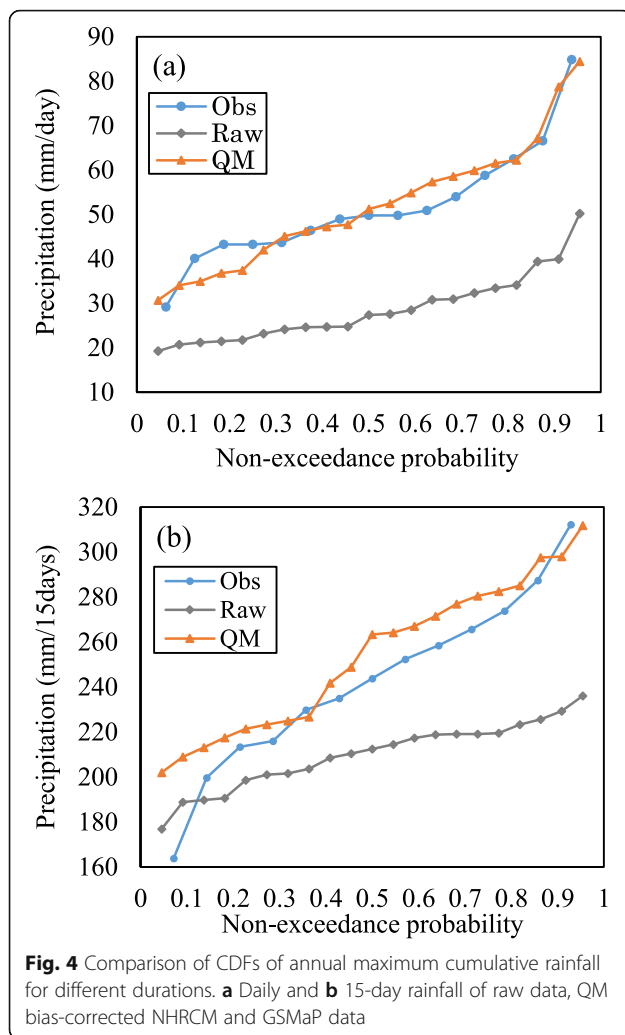 90
80
70
60
50
40
30
20
10
Precipitation (mm/day)
(a)
Obs
Raw
QM
0 0.1 0.2 0.3 0.4 0.5 0.6 0.7 0.8 0.9 1
Non-exceedance probability
320
300
280
260
240
220
200
180
160
Precipitation (mm/15days)
(b)
Obs
Raw
QM
0 0.1 0.2 0.3 0.4 0.5 0.6 0.7 0.8 0.9 1
Non-exceedance probability
Fig. 4 Comparison of CDFs of annual maximum cumulative rainfall
for different durations. a Daily and b 15-day rainfall of raw data, QM
bias-corrected NHRCM and GSMaP data